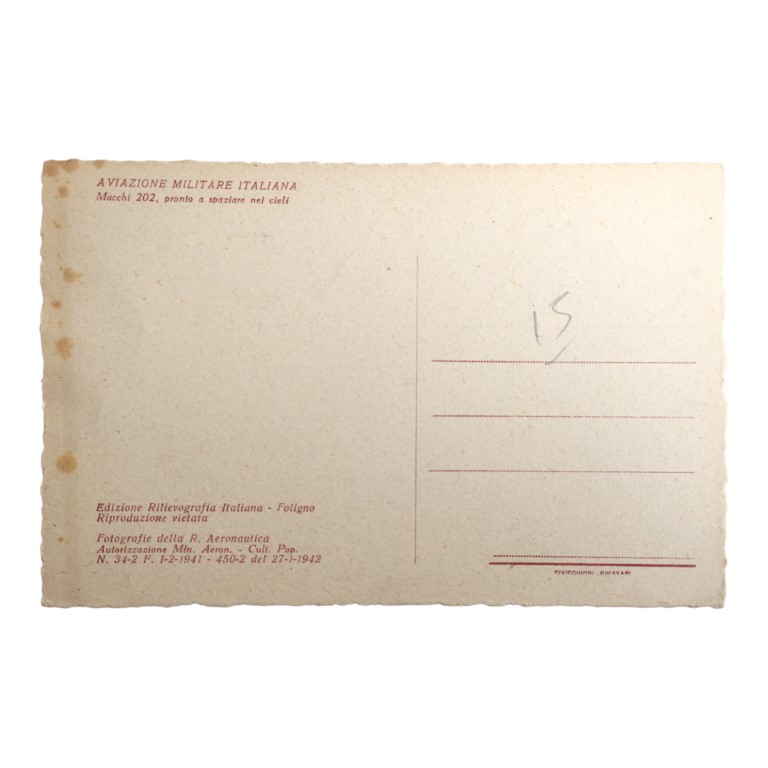 AVIAZIONE MILITARE ITALIANA
Macchi 202, pronto a spaziare nei cieli
15
Edizione Rilievografia Italiana - Foligno
Riproduzione vietata
Fotografie della R. Aeronautica
Autorizzazione Min. Aeron. - Cult. Pop.
N. 34-2 F. 1-2-1941 - 450-2 del 27-1-1942
CHIAVARI